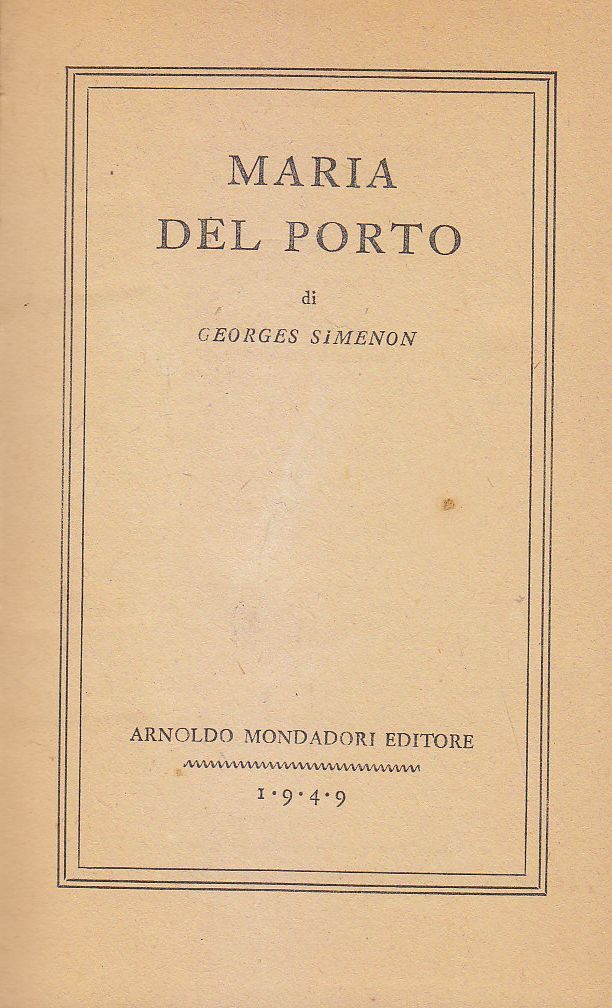 MARIA
DEL PORTO
di
GEORGES SIMENON
ARNOLDO MONDADORI EDITORE
1·9·4·9